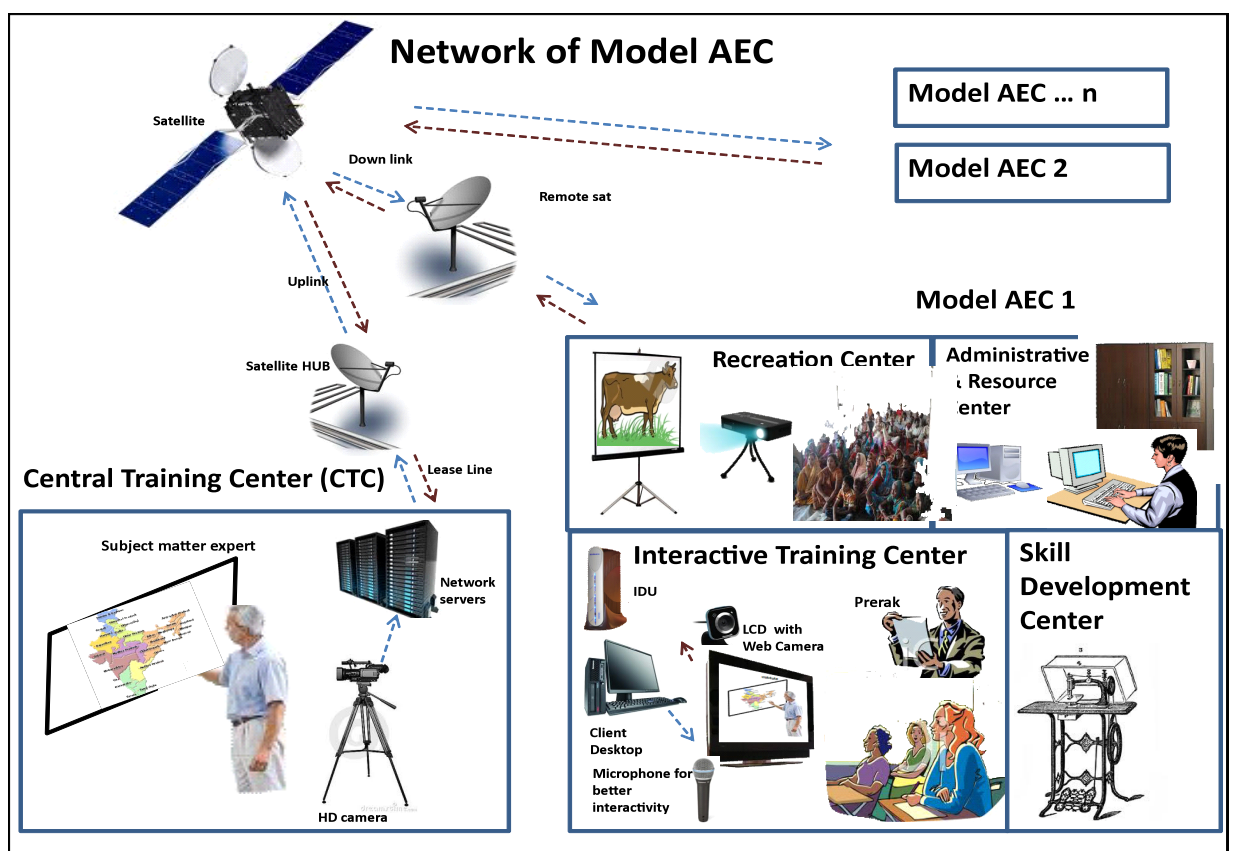 Network of Model AEC
Satellite
Model AEC ... n
Model AEC 2
Down link
Remote sat
Uplink
Model AEC 1
Satellite HUB
Lease Line
Central Training Center (CTC)
Subject matter expert
Network
servers
HD camera
Recreation Center
Administrative
& Resource
Center
Interactive Training Center
IDU
LCD with
Web Camera
Prerak
Client
Desktop
Microphone for
better
interactivity
Skill
Development
Center